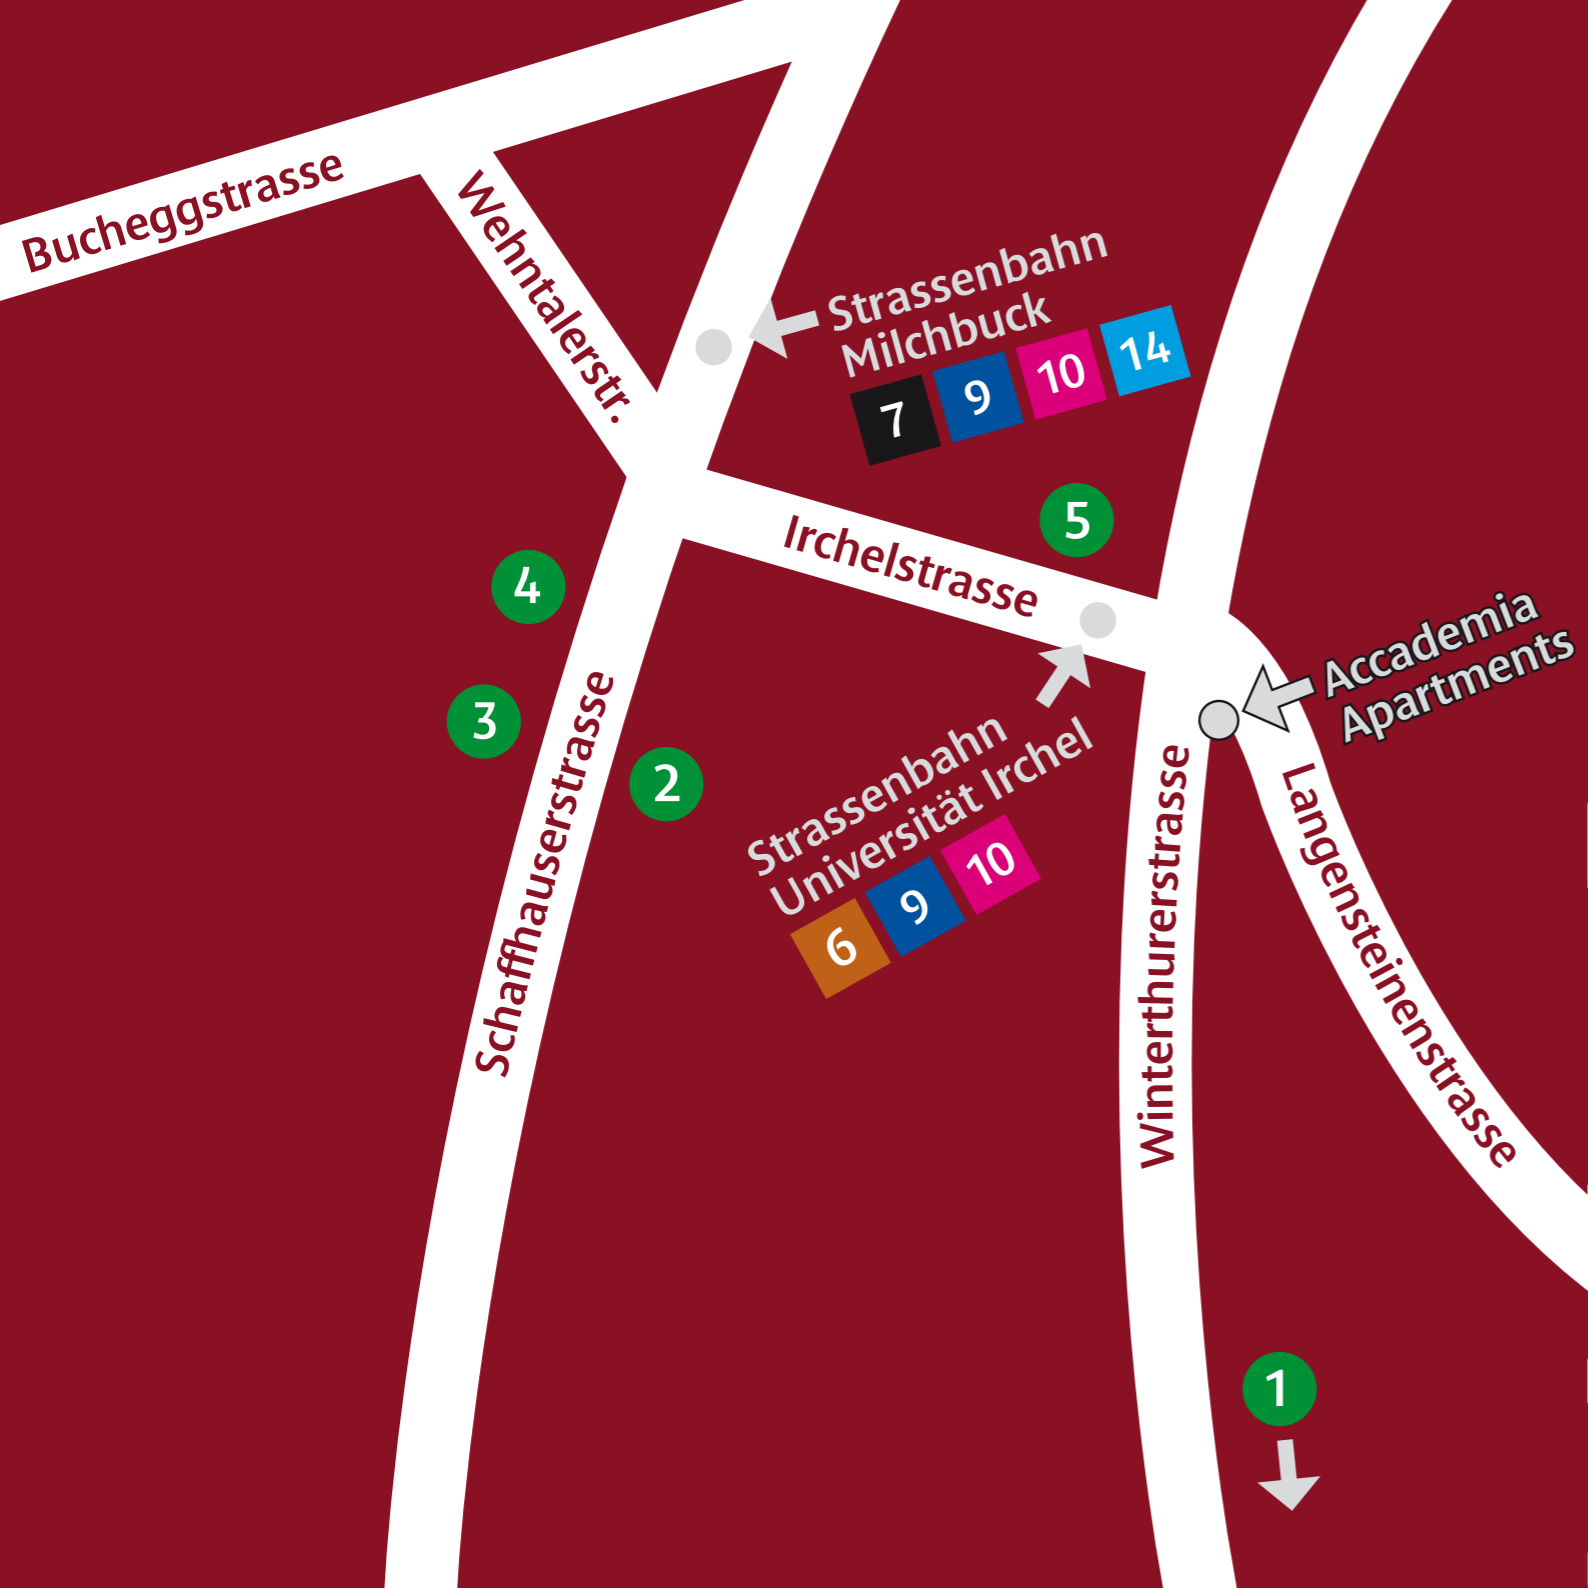 Bucheggstrasse
Wehntalerstr.
Strassenbahn
Milchbuck
7 9 10 14
5
Irchelstrasse
4
Accademia
Apartments
3
Schaffhauserstrasse
2
Strassenbahn
Universität Irchel
6 9 10
Winterthurerstrasse
Langensteinenstrasse
1